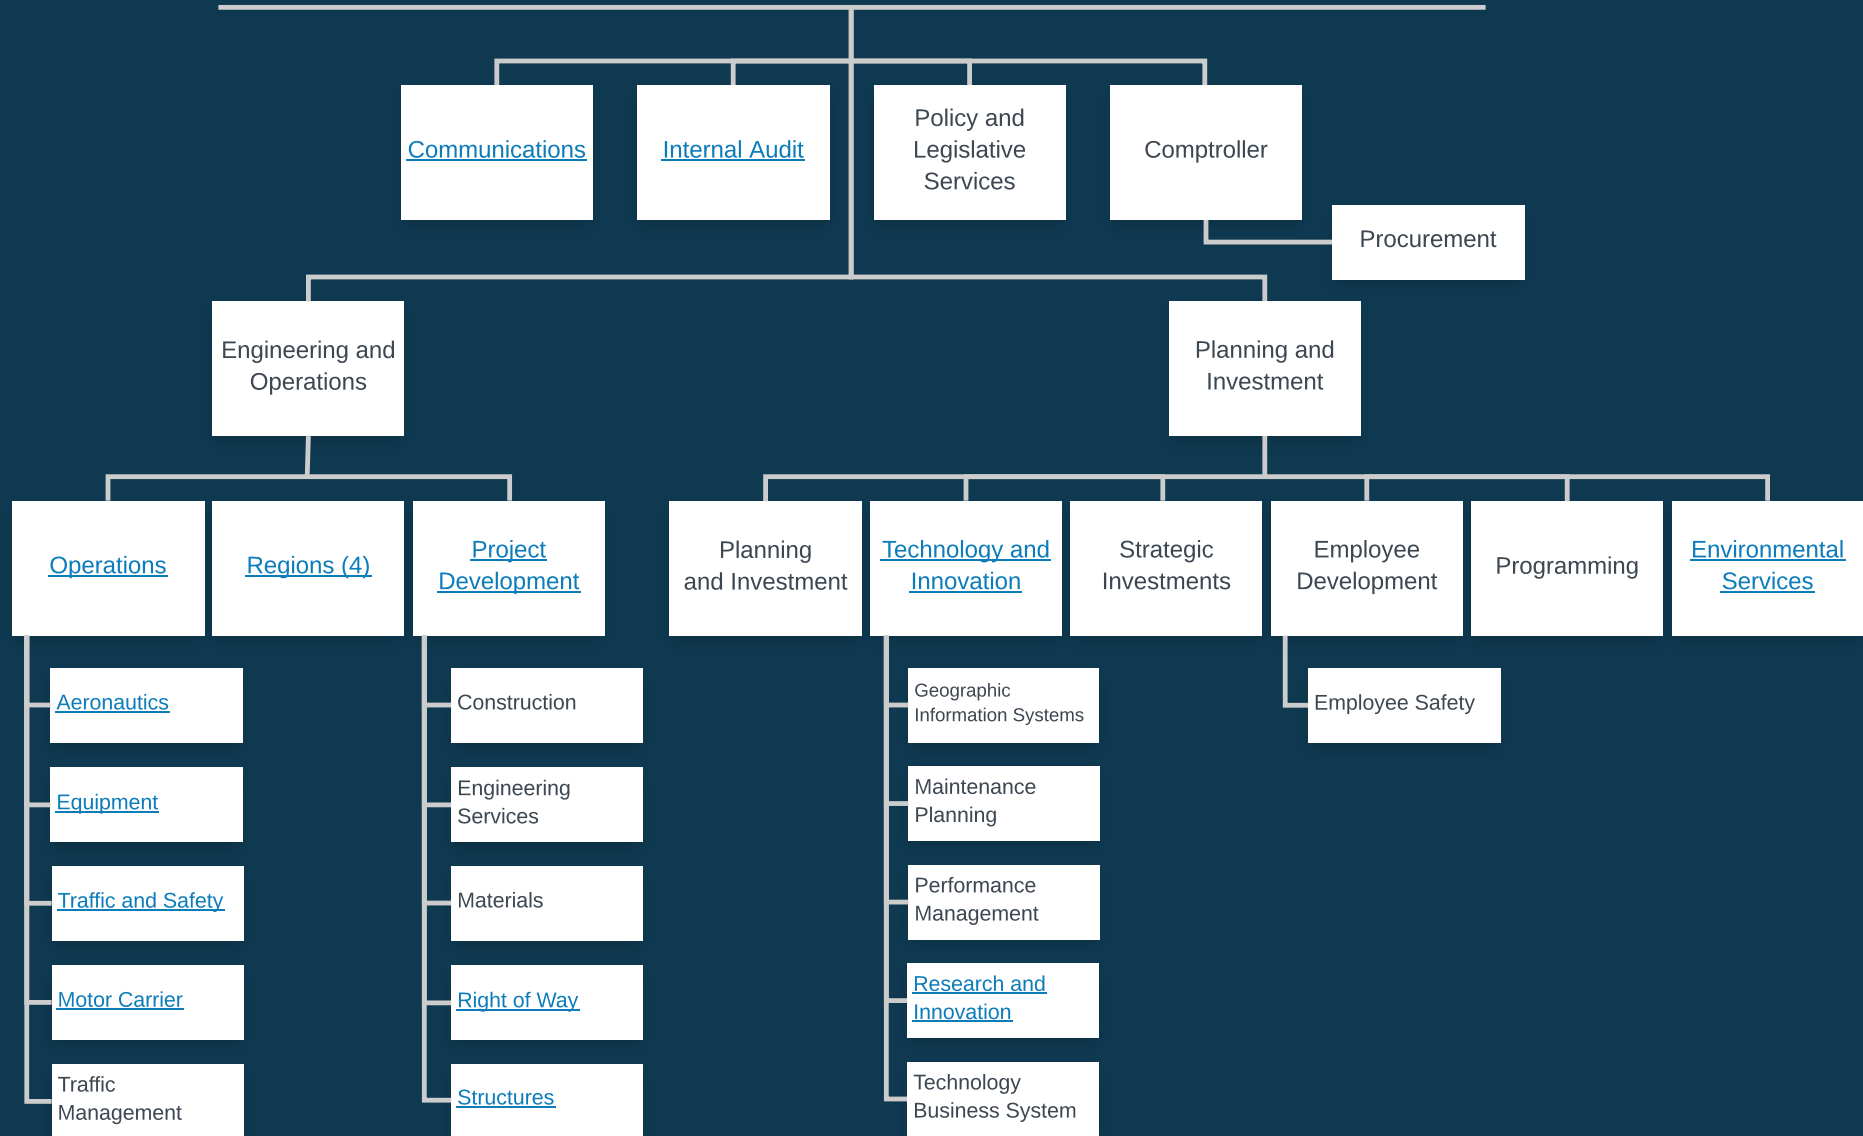 Communications
Internal Audit
Policy and
Legislative
Services
Comptroller
Procurement
Engineering and
Operations
Planning and
Investment
Operations
Regions (4)
Project
Development
Planning
and Investment
Technology and
Innovation
Strategic
Investments
Employee
Development
Programming
Environmental
Services
Aeronautics
Equipment
Traffic and Safety
Motor Carrier
Traffic
Management
Construction
Engineering
Services
Materials
Right of Way
Structures
Geographic
Information Systems
Maintenance
Planning
Performance
Management
Research and
Innovation
Technology
Business System
Employee Safety